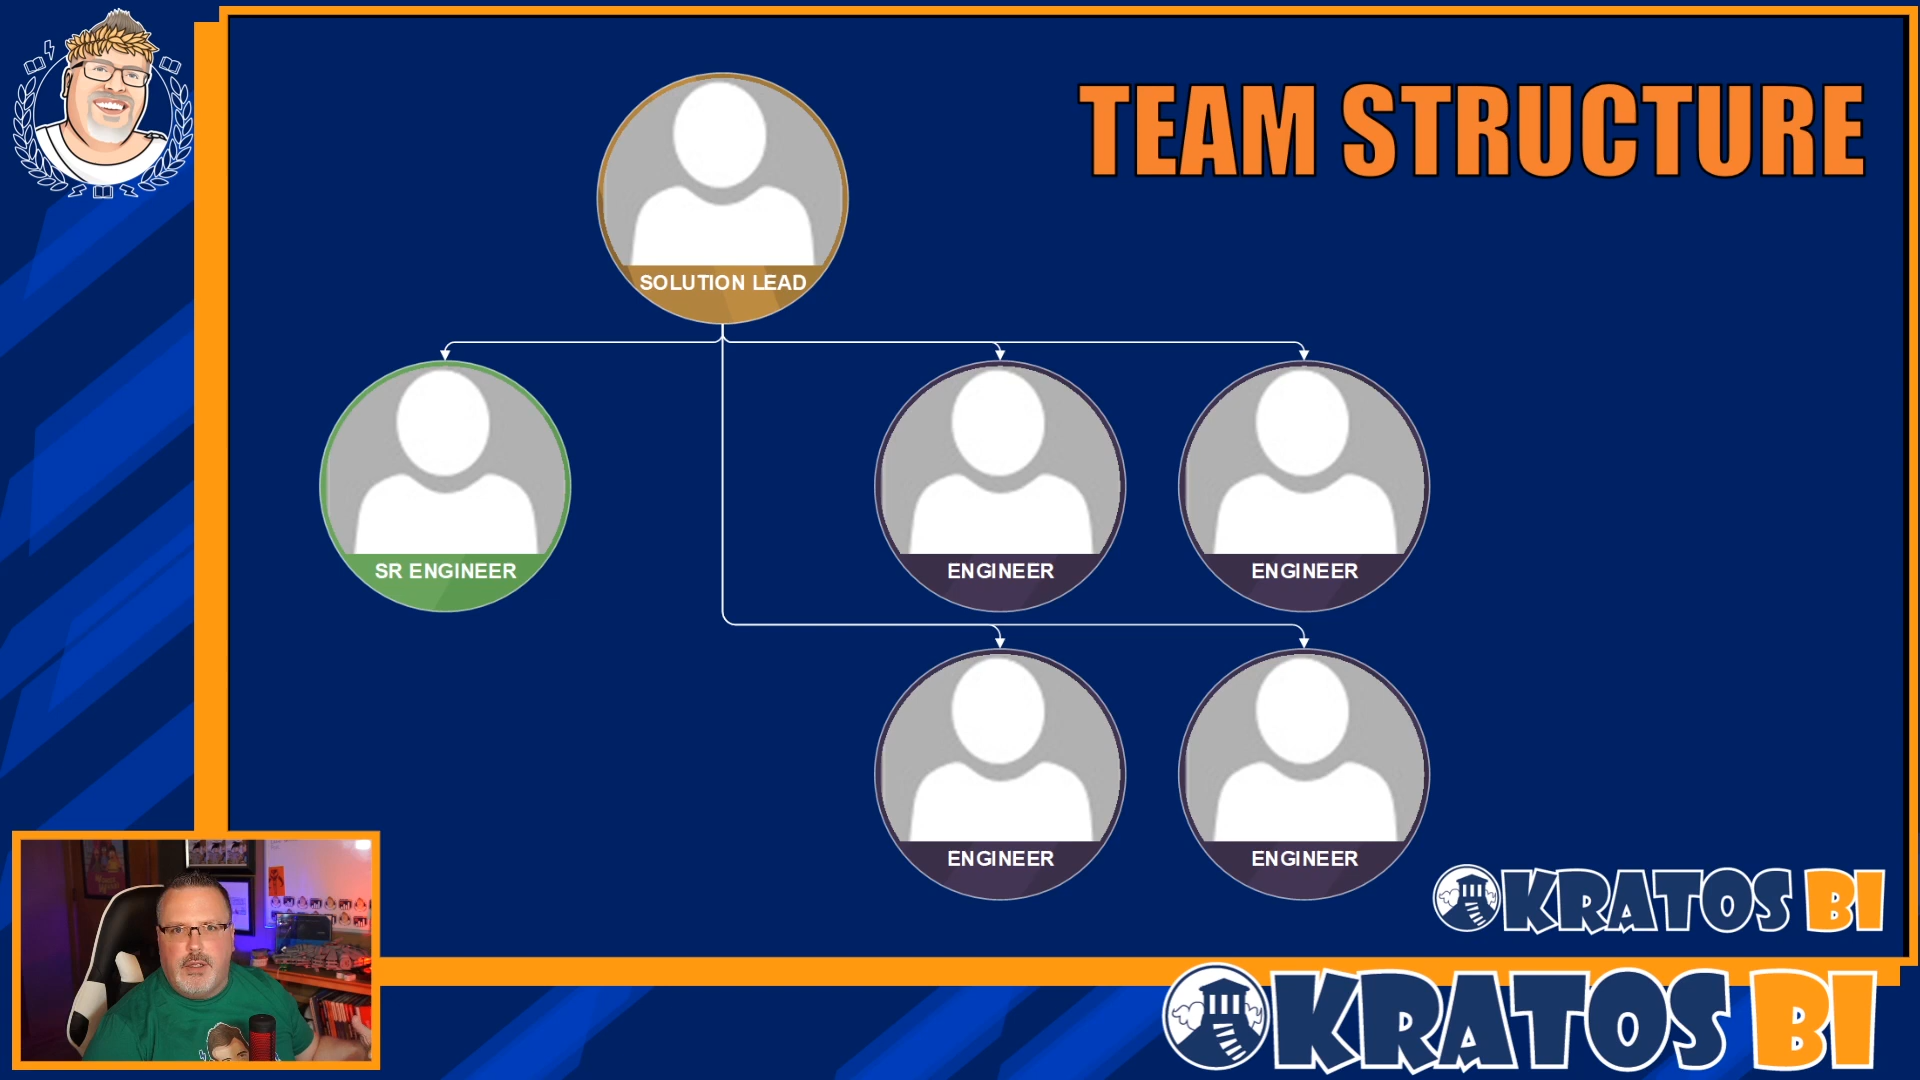 TEAM STRUCTURE
SOLUTION LEAD
SR ENGINEER
ENGINEER
ENGINEER
ENGINEER
ENGINEER
KRATOS BI
KRATOS BI